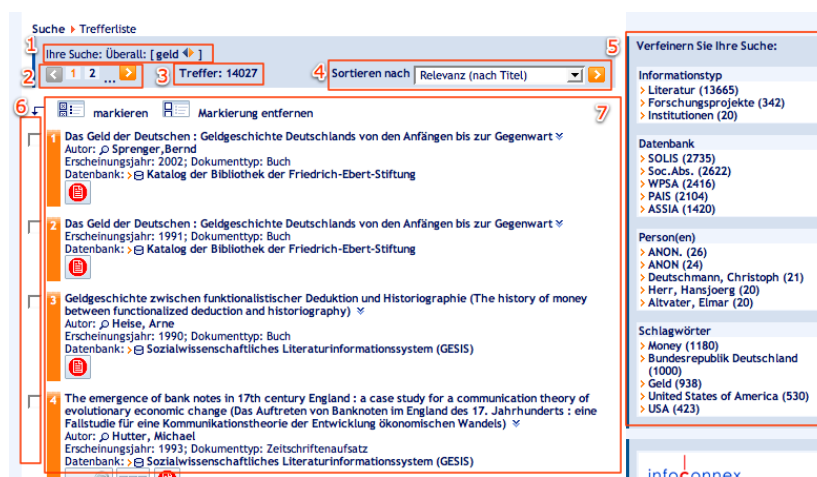 Suche Trefferliste
1
Ihre Suche: Überall: [ geld ]
2
1 2 ...
3
Treffer: 14027
4
Sortieren nach Relevanz (nach Titel)
5
6
markieren Markierung entfernen
7
1 Das Geld der Deutschen : Geldgeschichte Deutschlands von den Anfängen bis zur Gegenwart
Autor: Sprenger,Bernd
Erscheinungsjahr: 2002; Dokumenttyp: Buch
Datenbank: Katalog der Bibliothek der Friedrich-Ebert-Stiftung
2 Das Geld der Deutschen : Geldgeschichte Deutschlands von den Anfängen bis zur Gegenwart
Erscheinungsjahr: 1991; Dokumenttyp: Buch
Datenbank: Katalog der Bibliothek der Friedrich-Ebert-Stiftung
3 Geldgeschichte zwischen funktionalistischer Deduktion und Historiographie (The history of money
between functionalized deduction and historiography)
Autor: Heise, Arne
Erscheinungsjahr: 1990; Dokumenttyp: Buch
Datenbank: Sozialwissenschaftliches Literaturinformationssystem (GESIS)
4 The emergence of bank notes in 17th century England : a case study for a communication theory of
evolutionary economic change (Das Auftreten von Banknoten im England des 17. Jahrhunderts : eine
Fallstudie für eine Kommunikationstheorie der Entwicklung ökonomischen Wandels)
Autor: Hutter, Michael
Erscheinungsjahr: 1993; Dokumenttyp: Zeitschriftenaufsatz
Datenbank: Sozialwissenschaftliches Literaturinformationssystem (GESIS)
Verfeinern Sie Ihre Suche:
Informationstyp
Literatur (13665)
Forschungsprojekte (342)
Institutionen (20)
Datenbank
SOLIS (2735)
Soc.Abs. (2622)
WPSA (2416)
PAIS (2104)
ASSIA (1420)
Person(en)
ANON. (26)
ANON (24)
Deutschmann, Christoph (21)
Herr, Hansjoerg (20)
Altvater, Elmar (20)
Schlagwörter
Money (1180)
Bundesrepublik Deutschland
(1000)
Geld (938)
United States of America (530)
USA (423)
infoconnex